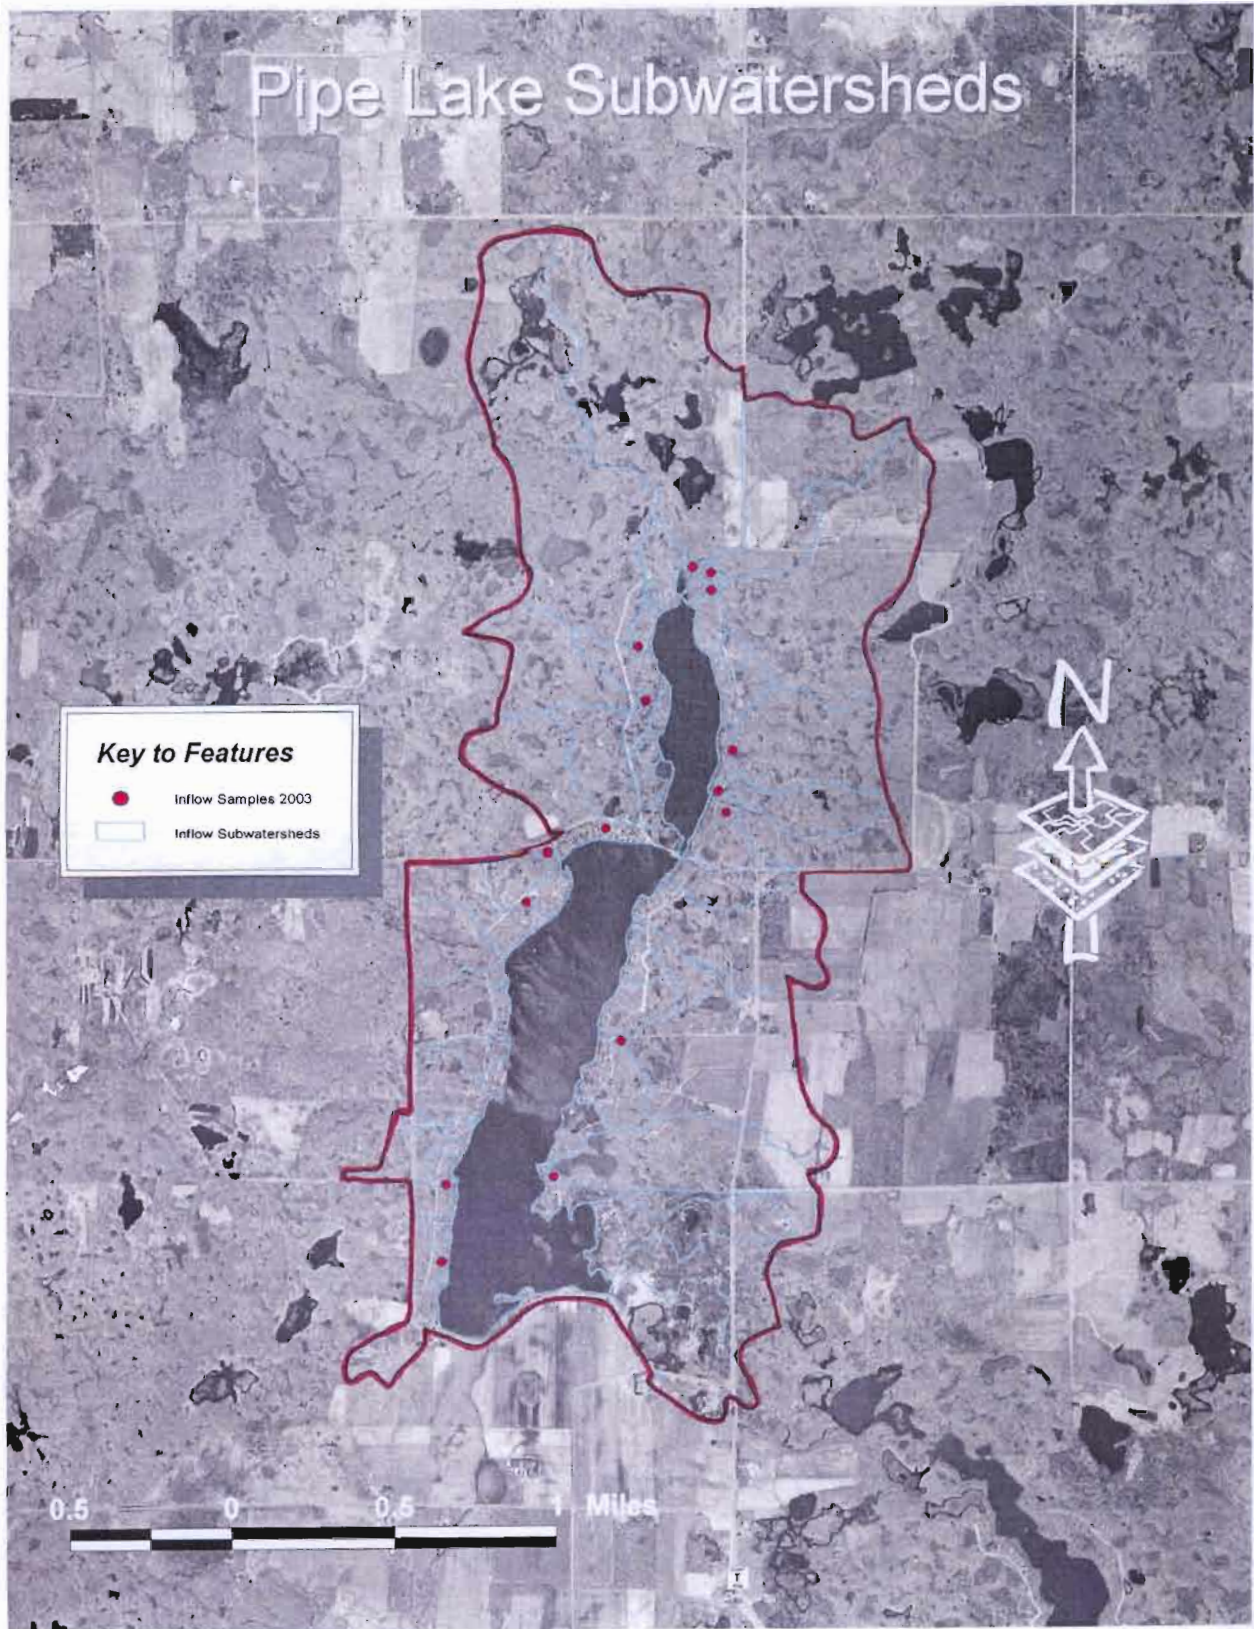 Pipe Lake Subwatersheds
N
Key to Features
Inflow Samples 2003
Inflow Subwatersheds
0.5 0 0.5 1 Miles
T